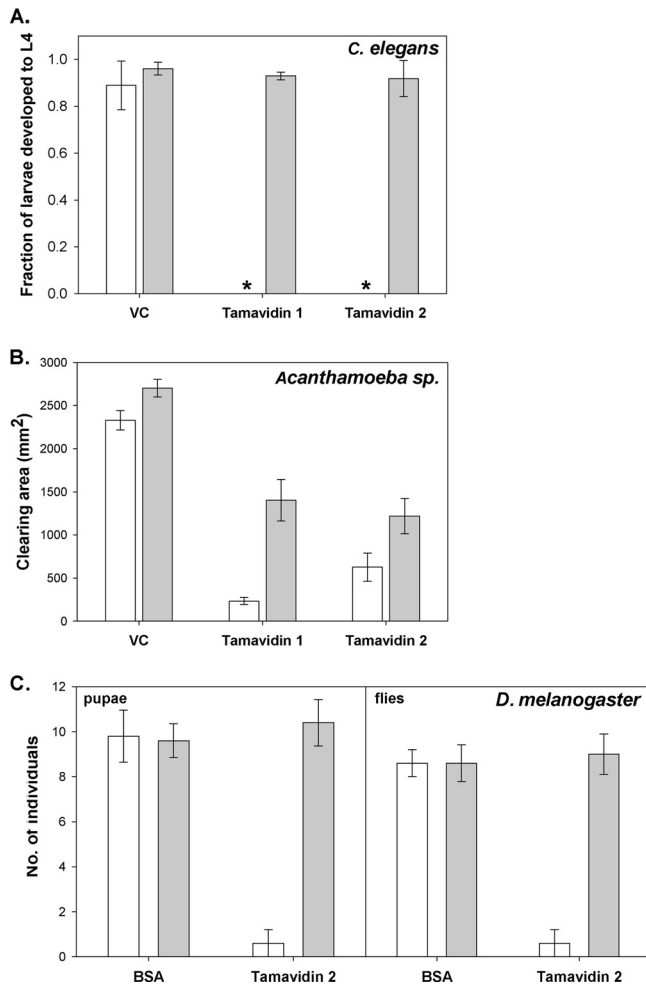 A.
C. elegans
Fraction of larvae developed to L4
1.0
0.8
0.6
0.4
0.2
0.0
* *
VC Tamavidin 1 Tamavidin 2
B.
Acanthamoeba sp.
Clearing area (mm²)
3000
2500
2000
1500
1000
500
0
VC Tamavidin 1 Tamavidin 2
C.
pupae flies D. melanogaster
No. of individuals
12
10
8
6
4
2
0
BSA Tamavidin 2 BSA Tamavidin 2